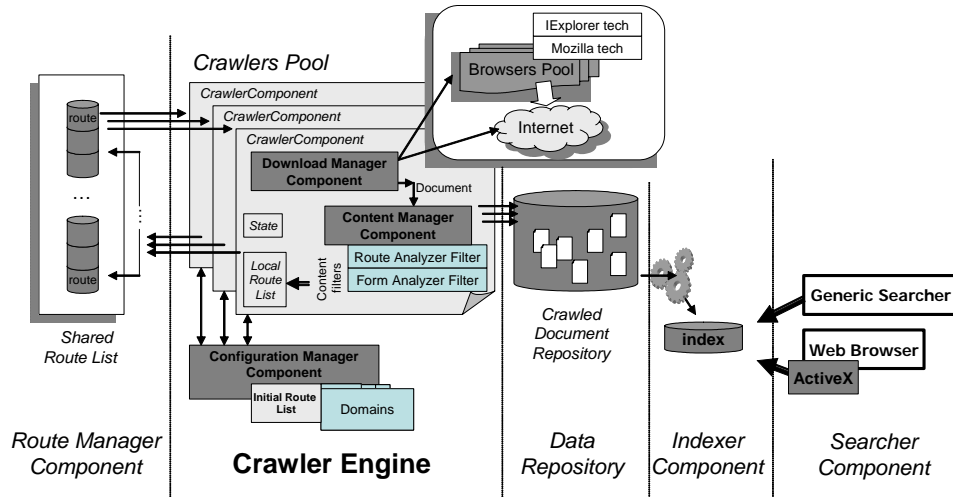 IExplorer tech
Mozilla tech
Browsers Pool
Internet
Crawlers Pool
CrawlerComponent
CrawlerComponent
CrawlerComponent
route
...
route
Shared
Route List
Download Manager
Component
Document
Content Manager
Component
Route Analyzer Filter
Form Analyzer Filter
State
Local
Route
List
Content
filters
Configuration Manager
Component
Initial Route
List
Domains
Crawled
Document
Repository
index
Generic Searcher
Web Browser
ActiveX
Route Manager
Component
Crawler Engine
Data
Repository
Indexer
Component
Searcher
Component